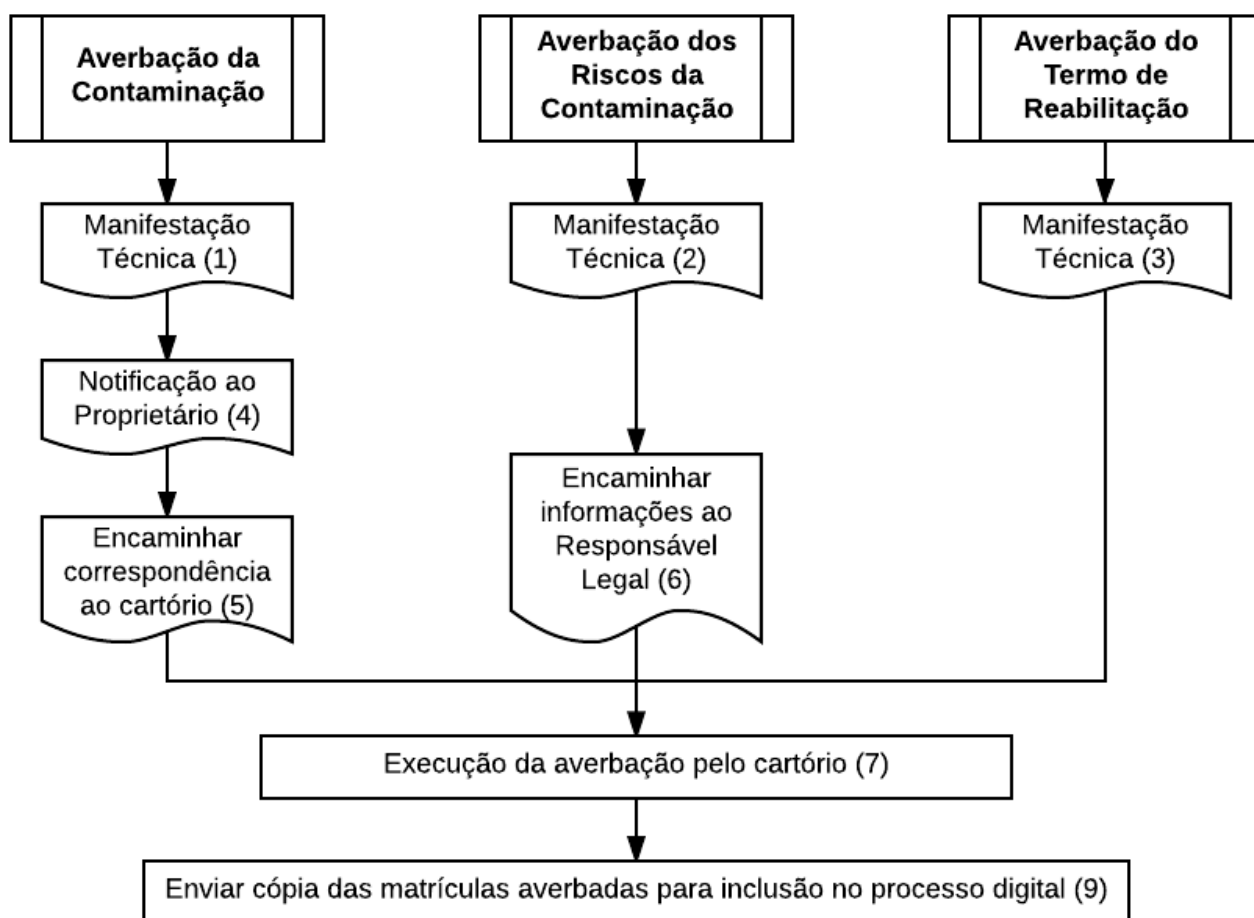 Averbação da
Contaminação
Averbação dos
Riscos da
Contaminação
Averbação do
Termo de
Reabilitação
Manifestação
Técnica (1)
Manifestação
Técnica (2)
Manifestação
Técnica (3)
Notificação ao
Proprietário (4)
Encaminhar
correspondência
ao cartório (5)
Encaminhar
informações ao
Responsável
Legal (6)
Execução da averbação pelo cartório (7)
Enviar cópia das matrículas averbadas para inclusão no processo digital (9)